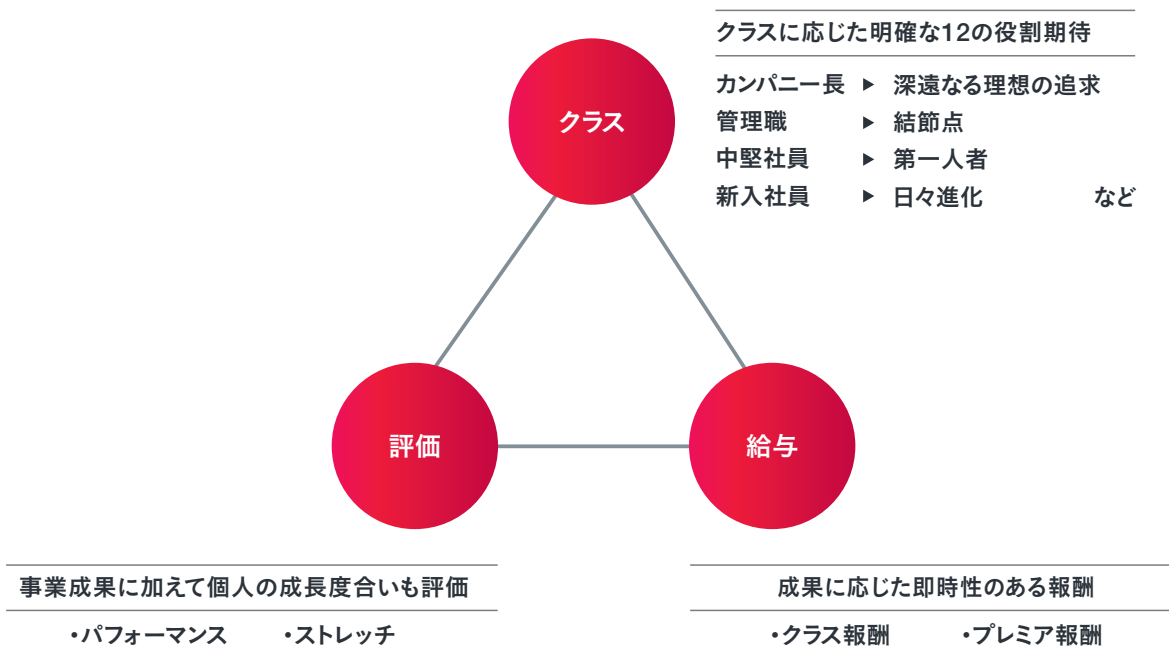 クラスに応じた明確な12の役割期待
カンパニー長 ▶ 深遠なる理想の追求
管理職 ▶ 結節点
中堅社員 ▶ 第一人者
新入社員 ▶ 日々進化 など
クラス
評価
給与
事業成果に加えて個人の成長度合いも評価
・パフォーマンス ・ストレッチ
成果に応じた即時性のある報酬
・クラス報酬 ・プレミア報酬